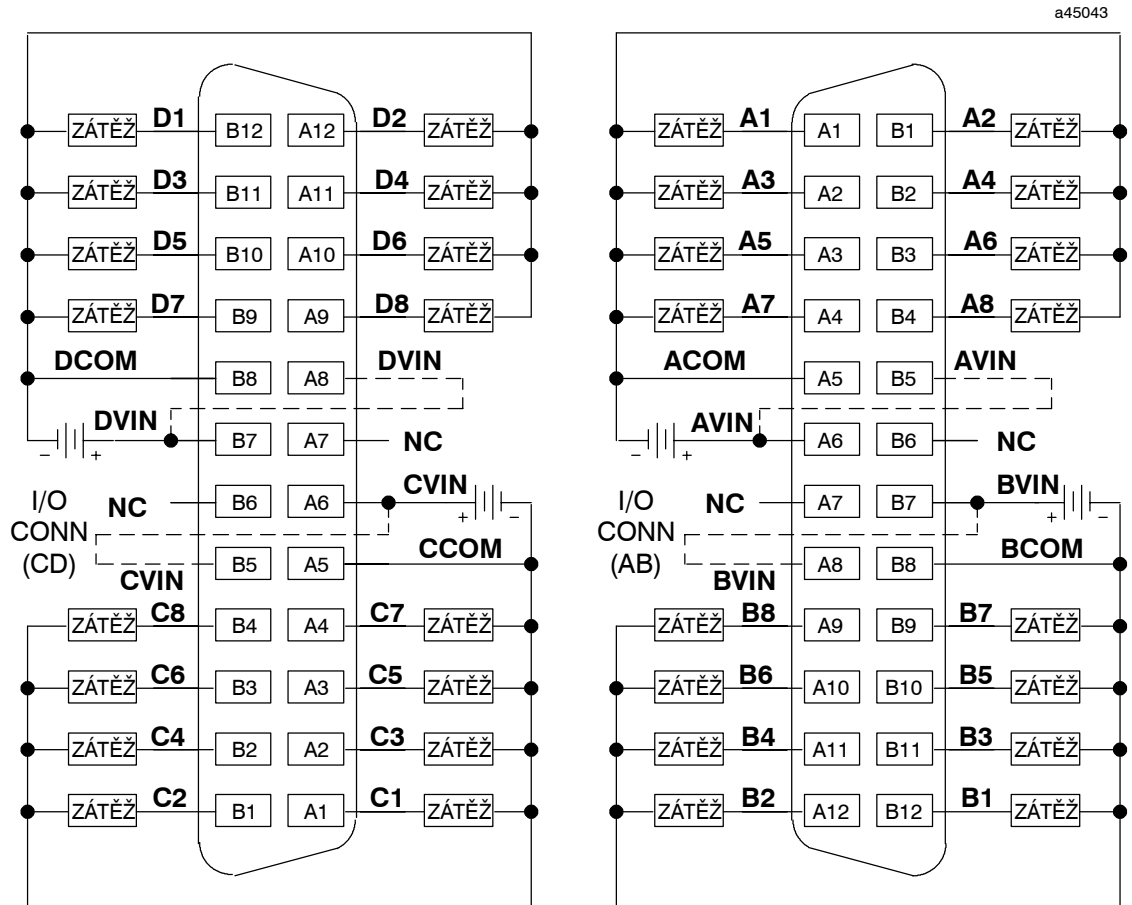 a45043
ZÁTĚŽ D1 B12 A12 D2 ZÁTĚŽ
ZÁTĚŽ D3 B11 A11 D4 ZÁTĚŽ
ZÁTĚŽ D5 B10 A10 D6 ZÁTĚŽ
ZÁTĚŽ D7 B9 A9 D8 ZÁTĚŽ
DCOM B8 A8 DVIN
- + DVIN B7 A7 NC
I/O CONN (CD)
NC B6 A6 CVIN + -
CVIN B5 A5 CCOM
ZÁTĚŽ C8 B4 A4 C7 ZÁTĚŽ
ZÁTĚŽ C6 B3 A3 C5 ZÁTĚŽ
ZÁTĚŽ C4 B2 A2 C3 ZÁTĚŽ
ZÁTĚŽ C2 B1 A1 C1 ZÁTĚŽ
ZÁTĚŽ A1 A1 B1 A2 ZÁTĚŽ
ZÁTĚŽ A3 A2 B2 A4 ZÁTĚŽ
ZÁTĚŽ A5 A3 B3 A6 ZÁTĚŽ
ZÁTĚŽ A7 A4 B4 A8 ZÁTĚŽ
ACOM A5 B5 AVIN
- + AVIN A6 B6 NC
I/O CONN (AB)
NC A7 B7 BVIN + -
BVIN A8 B8 BCOM
ZÁTĚŽ B8 A9 B9 B7 ZÁTĚŽ
ZÁTĚŽ B6 A10 B10 B5 ZÁTĚŽ
ZÁTĚŽ B4 A11 B11 B3 ZÁTĚŽ
ZÁTĚŽ B2 A12 B12 B1 ZÁTĚŽ